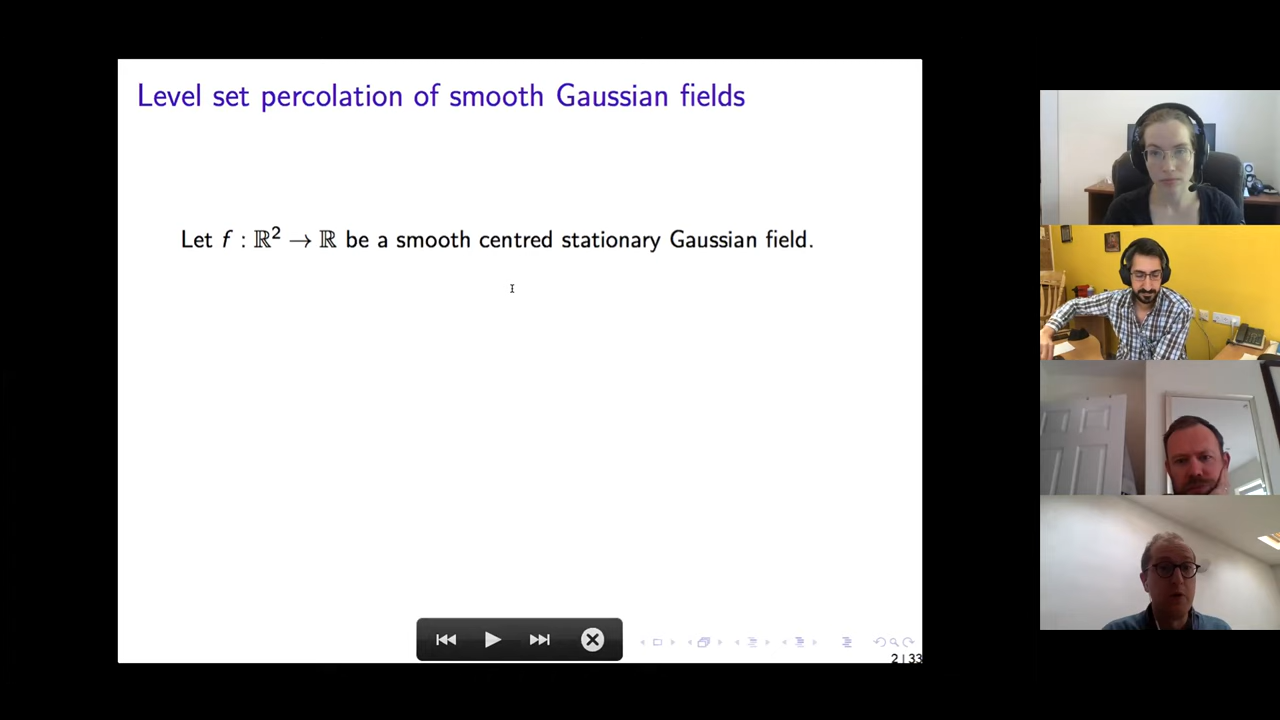 Level set percolation of smooth Gaussian fields
Let f : ℝ² → ℝ be a smooth centred stationary Gaussian field.
2 | 33